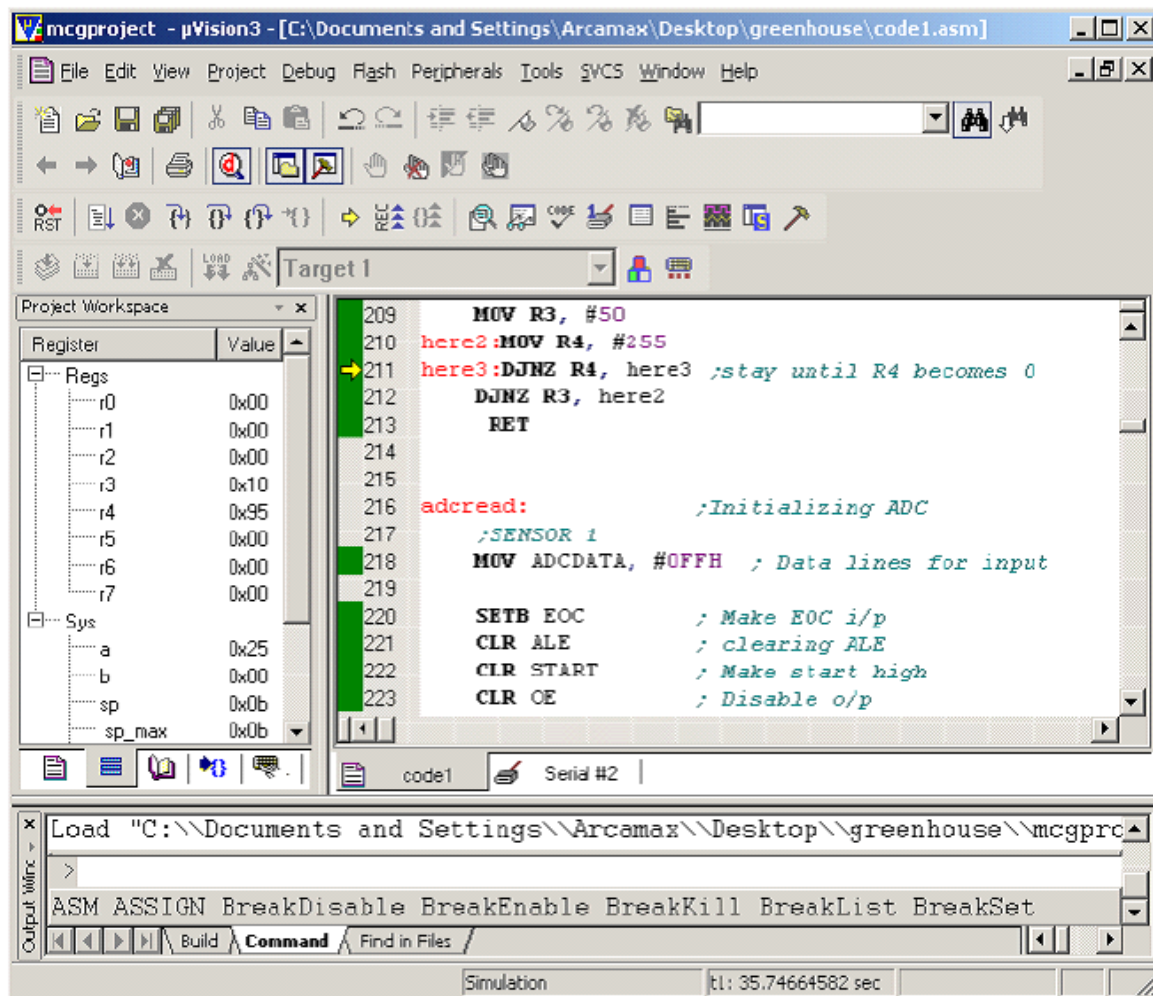 mcgproject - µVision3 - [C:\Documents and Settings\Arcamax\Desktop\greenhouse\code1.asm]
File Edit View Project Debug Flash Peripherals Tools SVCS Window Help
RST
CODE
LOAD Target 1
Project Workspace
Register Value
Regs
r0 0x00
r1 0x00
r2 0x00
r3 0x10
r4 0x95
r5 0x00
r6 0x00
r7 0x00
Sys
a 0x25
b 0x00
sp 0x0b
sp_max 0x0b
209 MOV R3, #50
210 here2:MOV R4, #255
211 here3:DJNZ R4, here3 ;stay until R4 becomes 0
212 DJNZ R3, here2
213 RET
214
215
216 adcread: ;Initializing ADC
217 ;SENSOR 1
218 MOV ADCDATA, #0FFH ; Data lines for input
219
220 SETB EOC ; Make EOC i/p
221 CLR ALE ; clearing ALE
222 CLR START ; Make start high
223 CLR OE ; Disable o/p
code1 Serial #2
Output Winc
Load "C:\\Documents and Settings\\Arcamax\\Desktop\\greenhouse\\mcgprc
>
ASM ASSIGN BreakDisable BreakEnable BreakKill BreakList BreakSet
Build Command Find in Files
Simulation t1: 35.74664582 sec